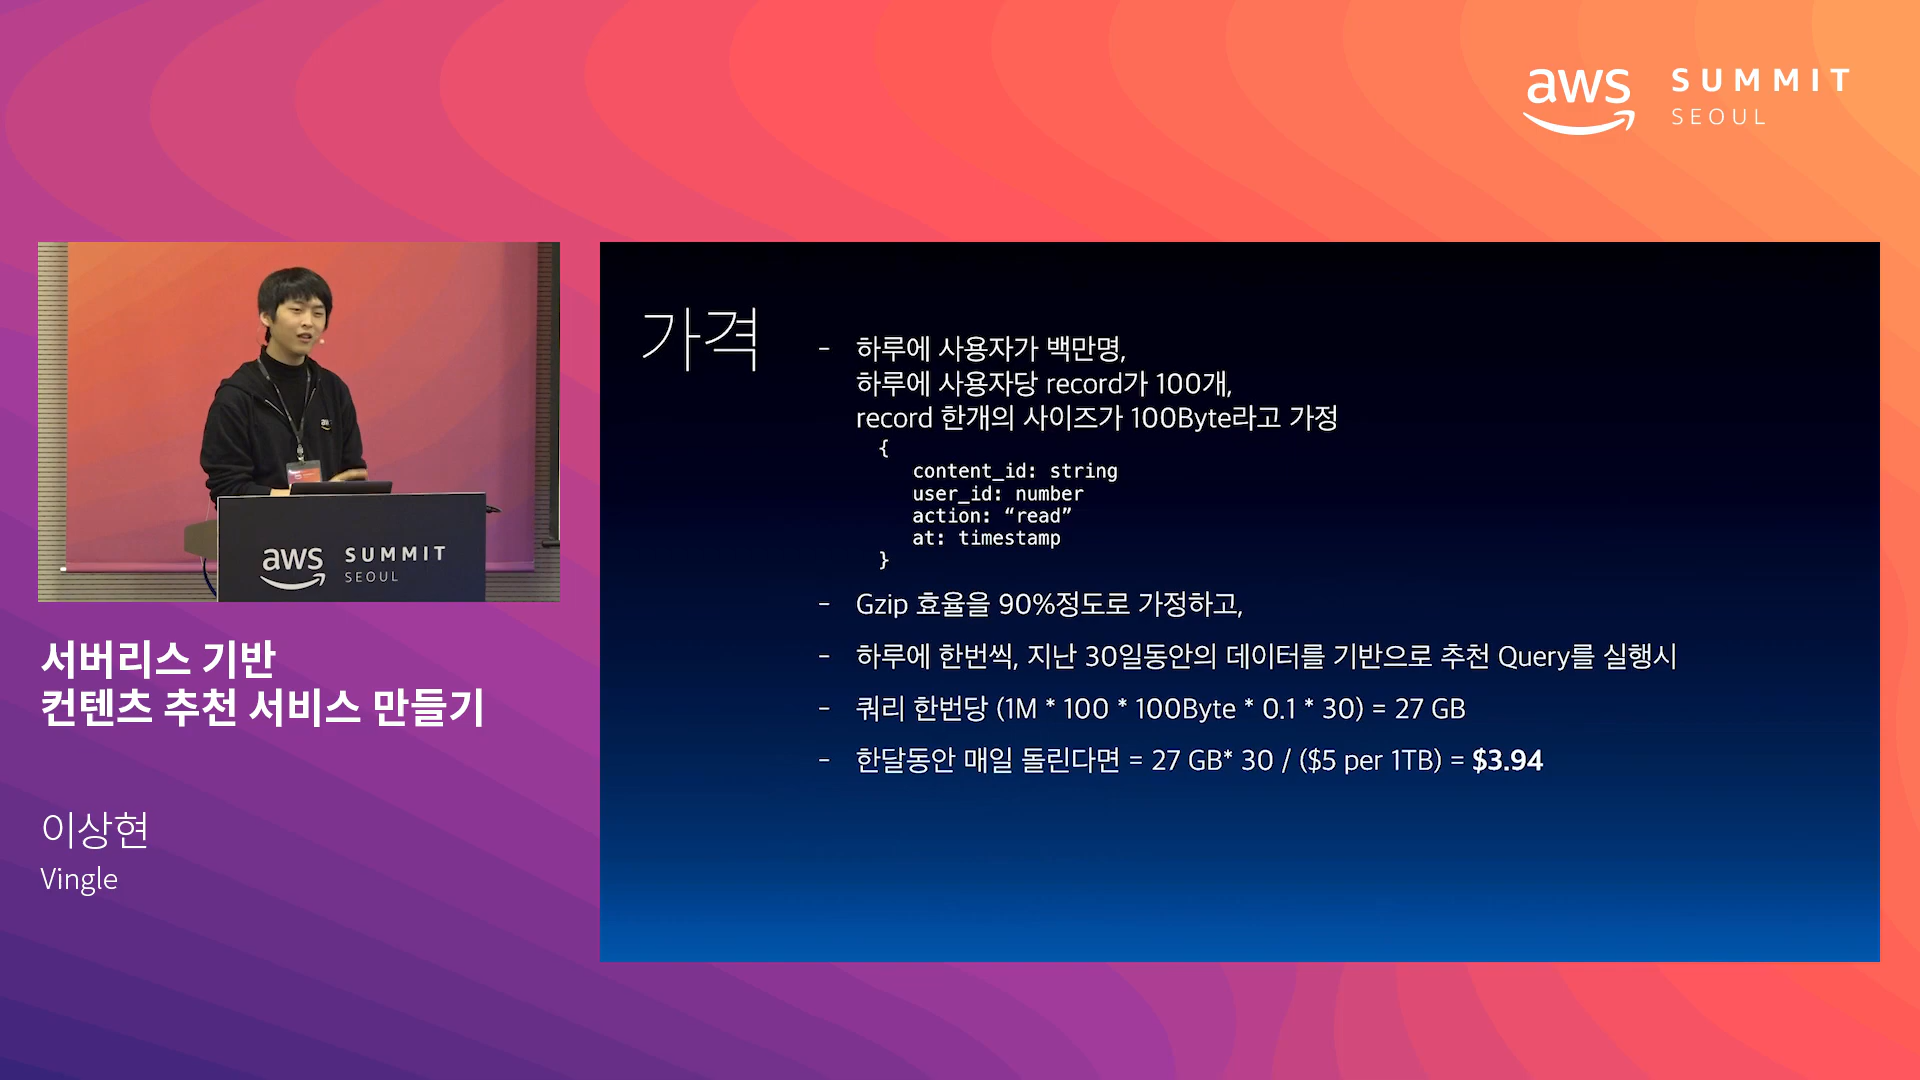 aws SUMMIT
SEOUL
aws
aws SUMMIT
SEOUL
서버리스 기반
컨텐츠 추천 서비스 만들기
이상현
Vingle
가격
- 하루에 사용자가 백만명,
하루에 사용자당 record가 100개,
record 한개의 사이즈가 100Byte라고 가정
{
content_id: string
user_id: number
action: “read”
at: timestamp
}
- Gzip 효율을 90%정도로 가정하고,
- 하루에 한번씩, 지난 30일동안의 데이터를 기반으로 추천 Query를 실행시
- 쿼리 한번당 (1M * 100 * 100Byte * 0.1 * 30) = 27 GB
- 한달동안 매일 돌린다면 = 27 GB* 30 / ($5 per 1TB) = $3.94